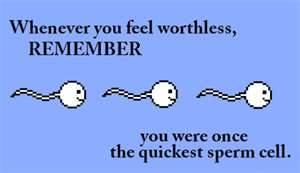 Whenever you feel worthless,
REMEMBER
you were once
the quickest sperm cell.